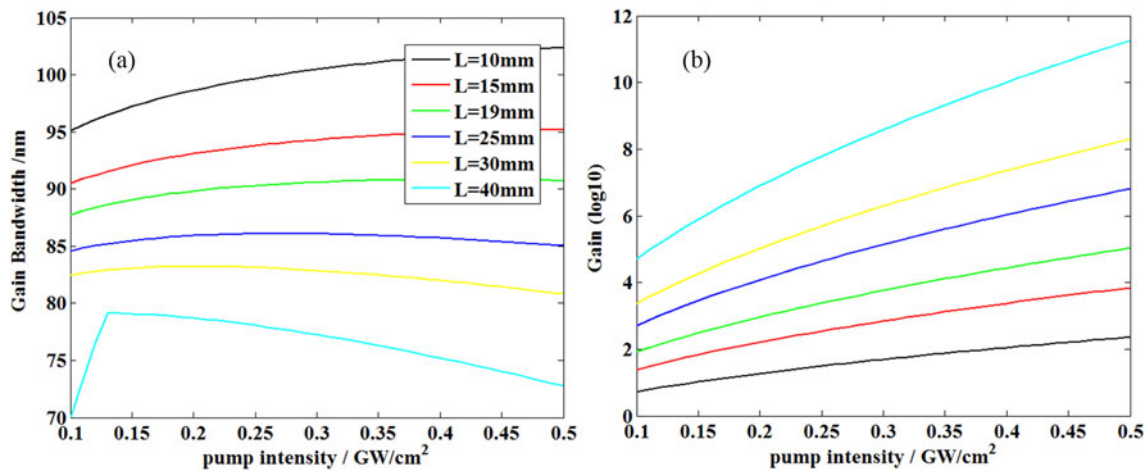 (a)
Gain Bandwidth /nm
105
100
95
90
85
80
75
70
L=10mm
L=15mm
L=19mm
L=25mm
L=30mm
L=40mm
0.1 0.15 0.2 0.25 0.3 0.35 0.4 0.45 0.5
pump intensity / GW/cm²
(b)
Gain (log10)
12
10
8
6
4
2
0
0.1 0.15 0.2 0.25 0.3 0.35 0.4 0.45 0.5
pump intensity / GW/cm²